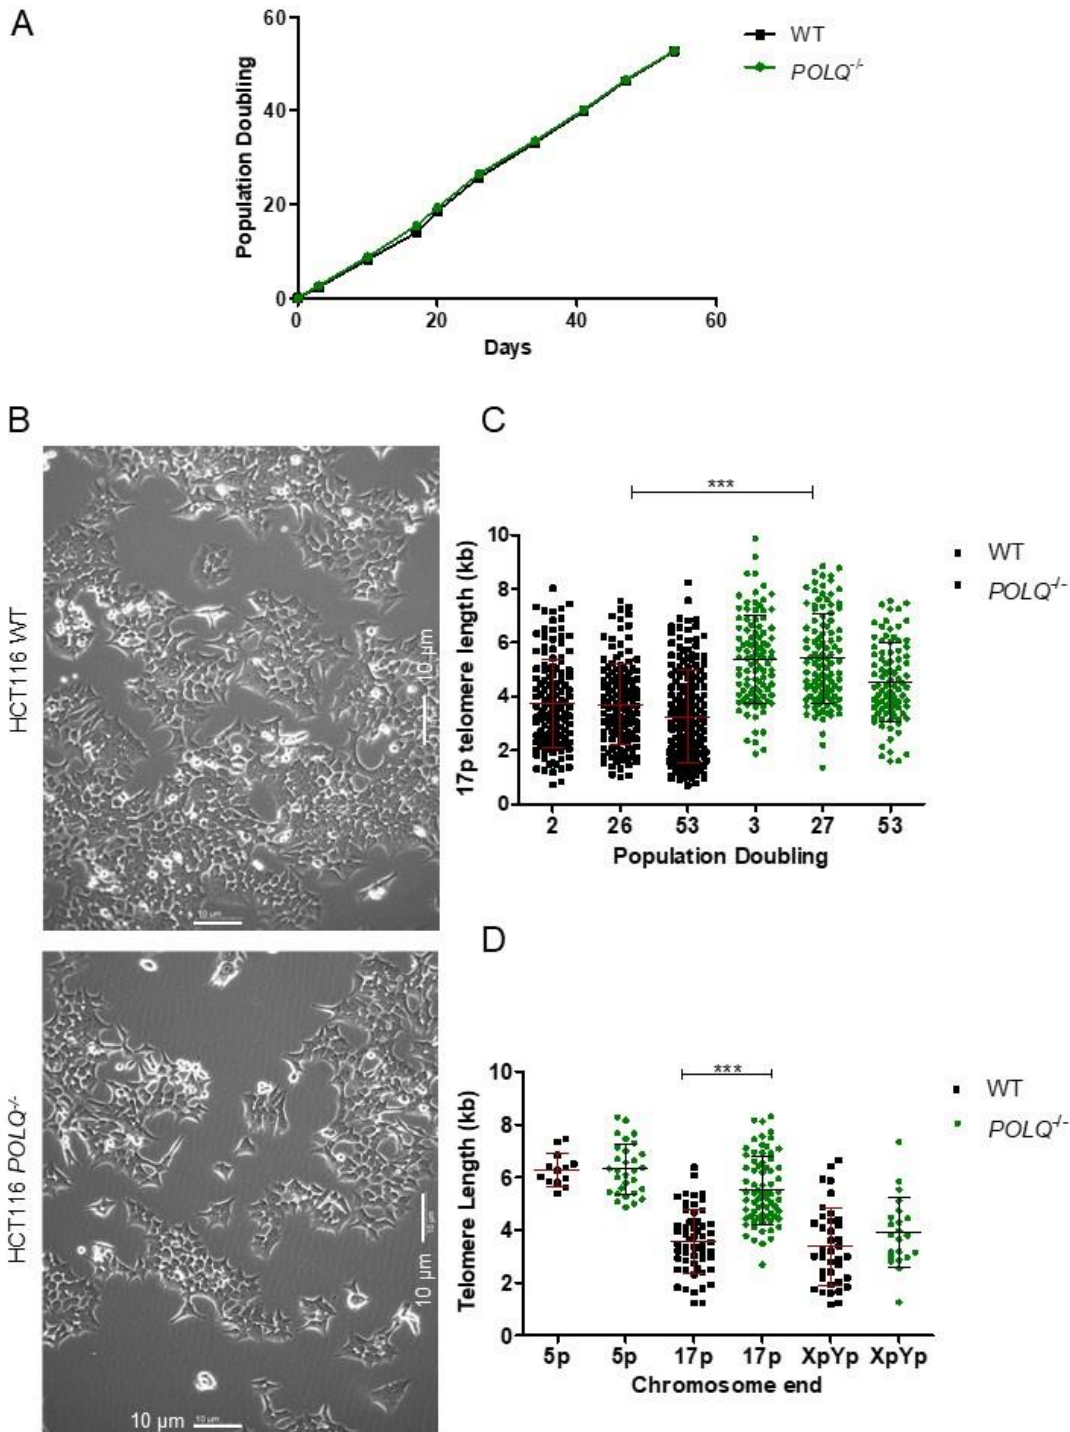 A
60
40
20
0
Population Doubling
0 20 40 60
Days
WT
POLQ-/-
B
HCT116 WT
10 µm
10 µm
HCT116 POLQ-/-
10 µm
10 µm
10 µm
10 µm
C
***
10
8
6
4
2
0
17p telomere length (kb)
2 26 53 3 27 53
Population Doubling
WT
POLQ-/-
D
***
10
8
6
4
2
0
Telomere Length (kb)
5p 5p 17p 17p XpYp XpYp
Chromosome end
WT
POLQ-/-